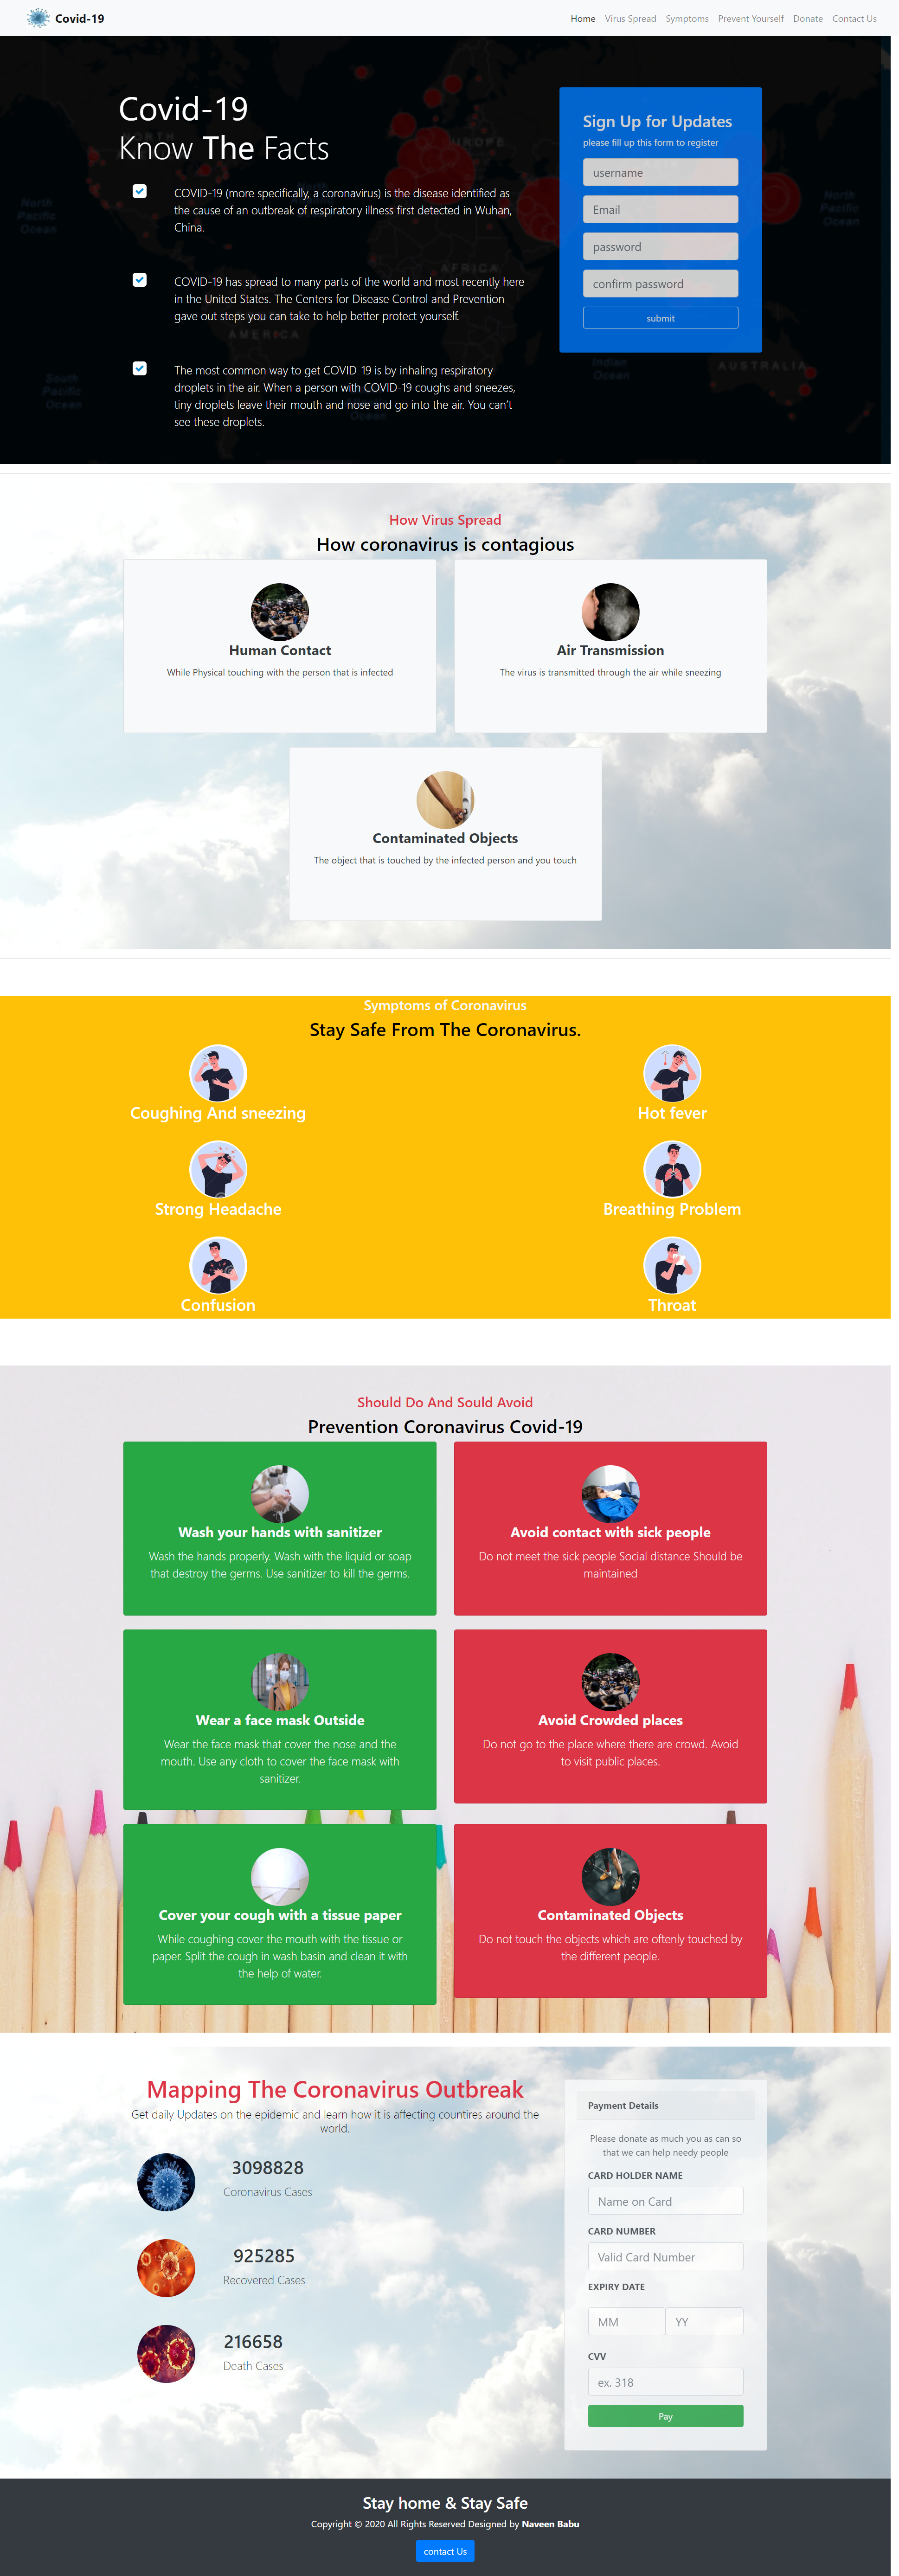 Covid-19
Home Virus Spread Symptoms Prevent Yourself Donate Contact Us
Covid-19
Know The Facts
COVID-19 (more specifically, a coronavirus) is the disease identified as
the cause of an outbreak of respiratory illness first detected in Wuhan,
China.
COVID-19 has spread to many parts of the world and most recently here
in the United States. The Centers for Disease Control and Prevention
gave out steps you can take to help better protect yourself.
The most common way to get COVID-19 is by inhaling respiratory
droplets in the air. When a person with COVID-19 coughs and sneezes,
tiny droplets leave their mouth and nose and go into the air. You can't
see these droplets.
Sign Up for Updates
please fill up this form to register
username
Email
password
confirm password
submit
NORTH
AMERICA
EUROPE
AFRICA
North
Pacific
Ocean
North
Pacific
Ocean
South
Pacific
Ocean
Indian
Ocean
AUSTRALIA
How Virus Spread
How coronavirus is contagious
Human Contact
While Physical touching with the person that is infected
Air Transmission
The virus is transmitted through the air while sneezing
Contaminated Objects
The object that is touched by the infected person and you touch
Symptoms of Coronavirus
Stay Safe From The Coronavirus.
Coughing And sneezing
Hot fever
Strong Headache
Breathing Problem
Confusion
Throat
Should Do And Sould Avoid
Prevention Coronavirus Covid-19
Wash your hands with sanitizer
Wash the hands properly. Wash with the liquid or soap
that destroy the germs. Use sanitizer to kill the germs.
Avoid contact with sick people
Do not meet the sick people Social distance Should be
maintained
Wear a face mask Outside
Wear the face mask that cover the nose and the
mouth. Use any cloth to cover the face mask with
sanitizer.
Avoid Crowded places
Do not go to the place where there are crowd. Avoid
to visit public places.
Cover your cough with a tissue paper
While coughing cover the mouth with the tissue or
paper. Split the cough in wash basin and clean it with
the help of water.
Contaminated Objects
Do not touch the objects which are oftenly touched by
the different people.
Mapping The Coronavirus Outbreak
Get daily Updates on the epidemic and learn how it is affecting countires around the
world.
3098828
Coronavirus Cases
925285
Recovered Cases
216658
Death Cases
Payment Details
Please donate as much you as can so
that we can help needy people
CARD HOLDER NAME
Name on Card
CARD NUMBER
Valid Card Number
EXPIRY DATE
MM YY
CVV
ex. 318
Pay
Stay home & Stay Safe
Copyright © 2020 All Rights Reserved Designed by Naveen Babu
contact Us